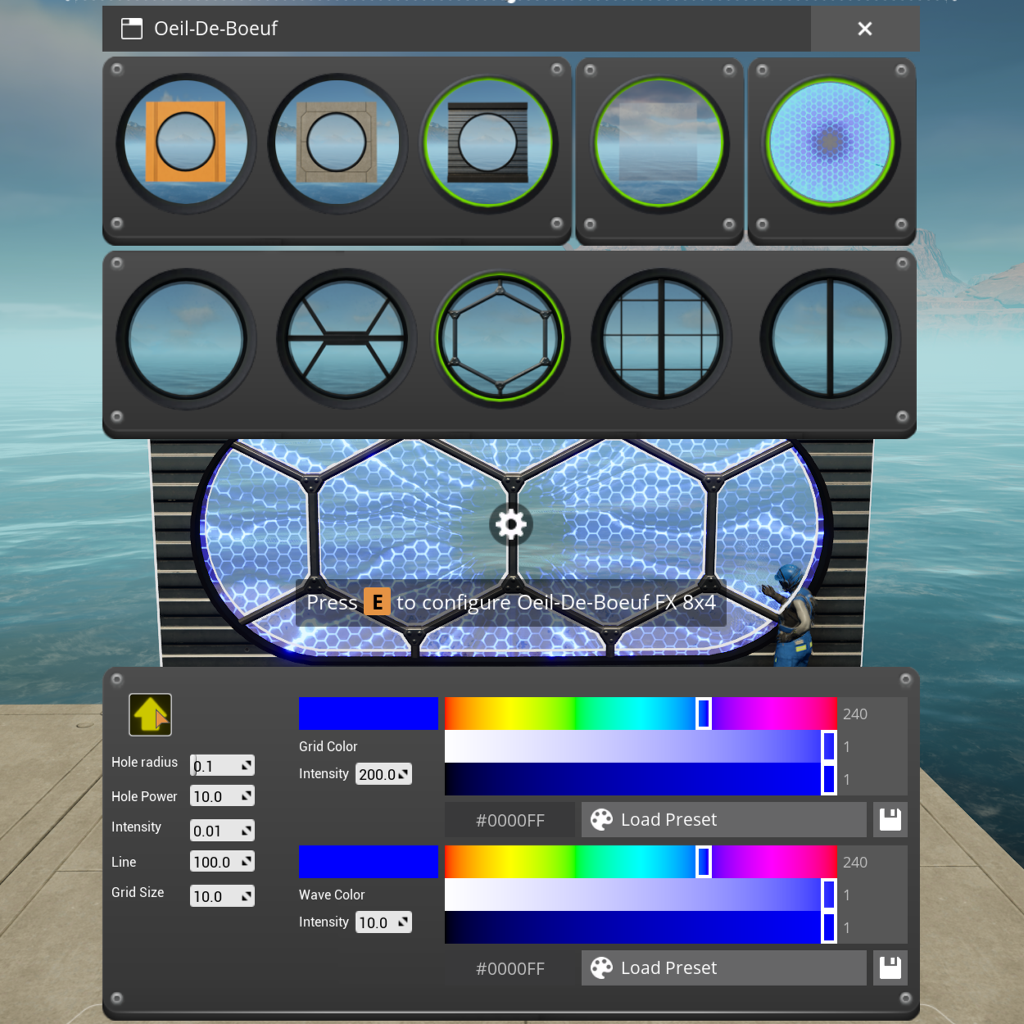 Oeil-De-Boeuf
Press E to configure Oeil-De-Boeuf FX 8x4
Hole radius 0.1
Hole Power 10.0
Intensity 0.01
Line 100.0
Grid Size 10.0
Grid Color
Intensity 200.0
240
1
1
#0000FF Load Preset
Wave Color
Intensity 10.0
240
1
1
#0000FF Load Preset